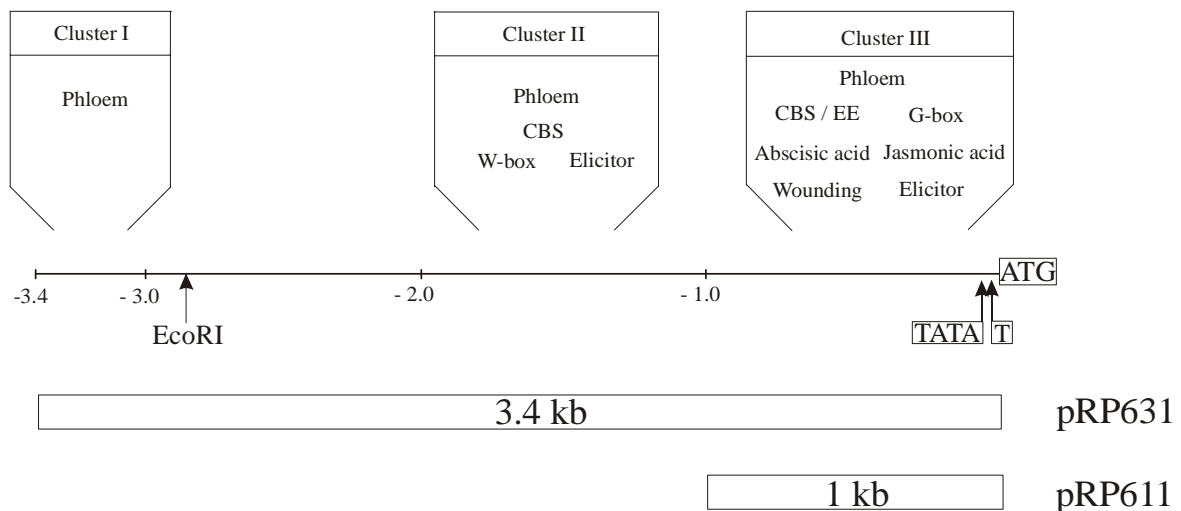 Cluster I
Phloem
Cluster II
Phloem
CBS
W-box Elicitor
Cluster III
Phloem
CBS / EE G-box
Abscisic acid Jasmonic acid
Wounding Elicitor
ATG
-3.4 - 3.0 - 2.0 - 1.0
EcoRI TATA T
3.4 kb pRP631
1 kb pRP611